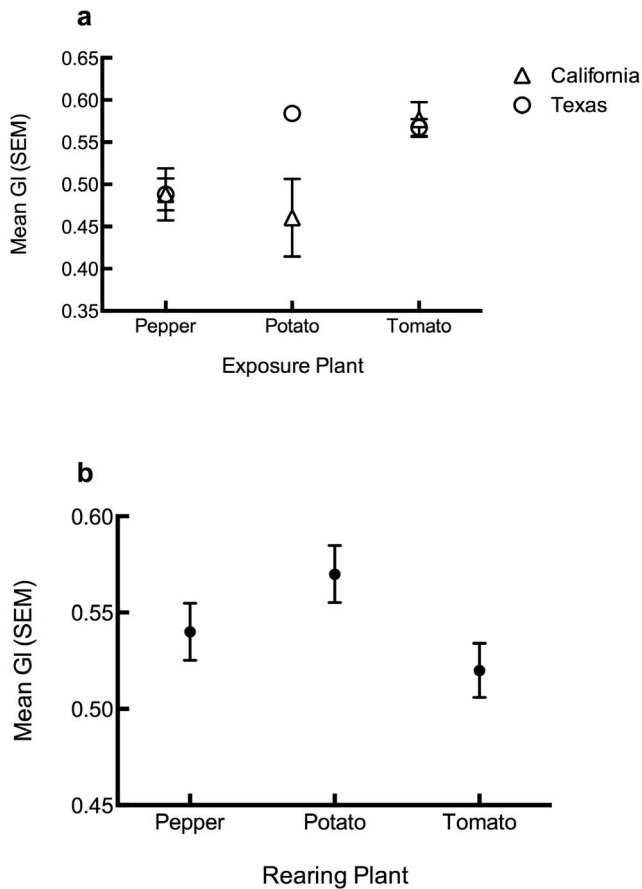 a
0.65
0.60
0.55
0.50
0.45
0.40
0.35
Mean GI (SEM)
Pepper Potato Tomato
Exposure Plant
California
Texas
b
0.60
0.55
0.50
0.45
Mean GI (SEM)
Pepper Potato Tomato
Rearing Plant